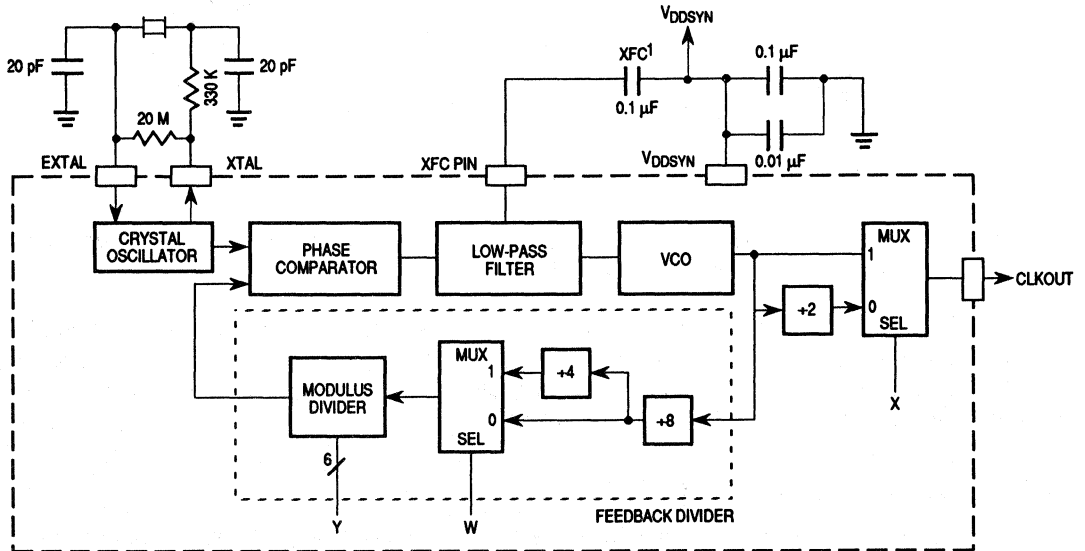 20 pF
20 pF
330 K
20 M
EXTAL
XTAL
VDDSYN
XFC1
0.1 µF
0.1 µF
0.01 µF
XFC PIN
VDDSYN
CRYSTAL
OSCILLATOR
PHASE
COMPARATOR
LOW-PASS
FILTER
VCO
MUX
1
0
SEL
÷2
CLKOUT
X
MODULUS
DIVIDER
MUX
1
0
SEL
÷4
÷8
6
Y
W
FEEDBACK DIVIDER